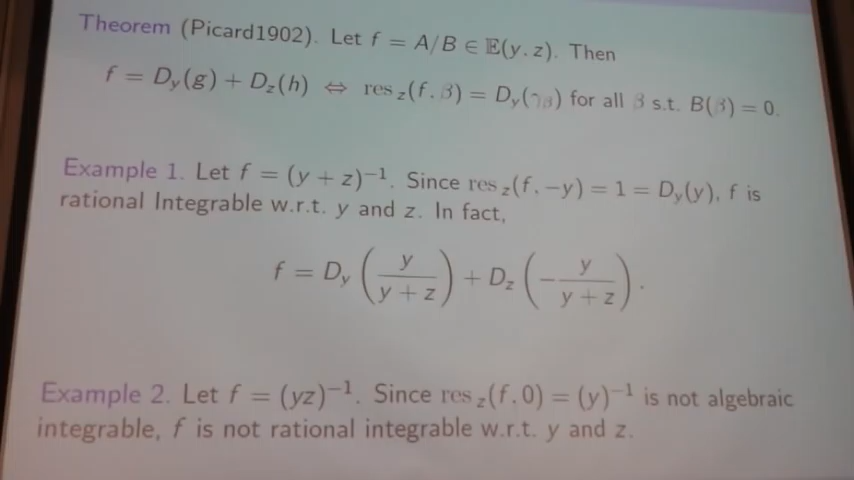 Theorem (Picard1902). Let f = A/B ∈ 𝔼(y, z). Then
f = D_y(g) + D_z(h) ⇔ res_z(f, β) = D_y(γ_β) for all β s.t. B(β) = 0.
Example 1. Let f = (y + z)^{-1}. Since res_z(f, −y) = 1 = D_y(y), f is
rational Integrable w.r.t. y and z. In fact,
f = D_y (y / (y + z)) + D_z (− y / (y + z)).
Example 2. Let f = (yz)^{-1}. Since res_z(f, 0) = (y)^{-1} is not algebraic
integrable, f is not rational integrable w.r.t. y and z.